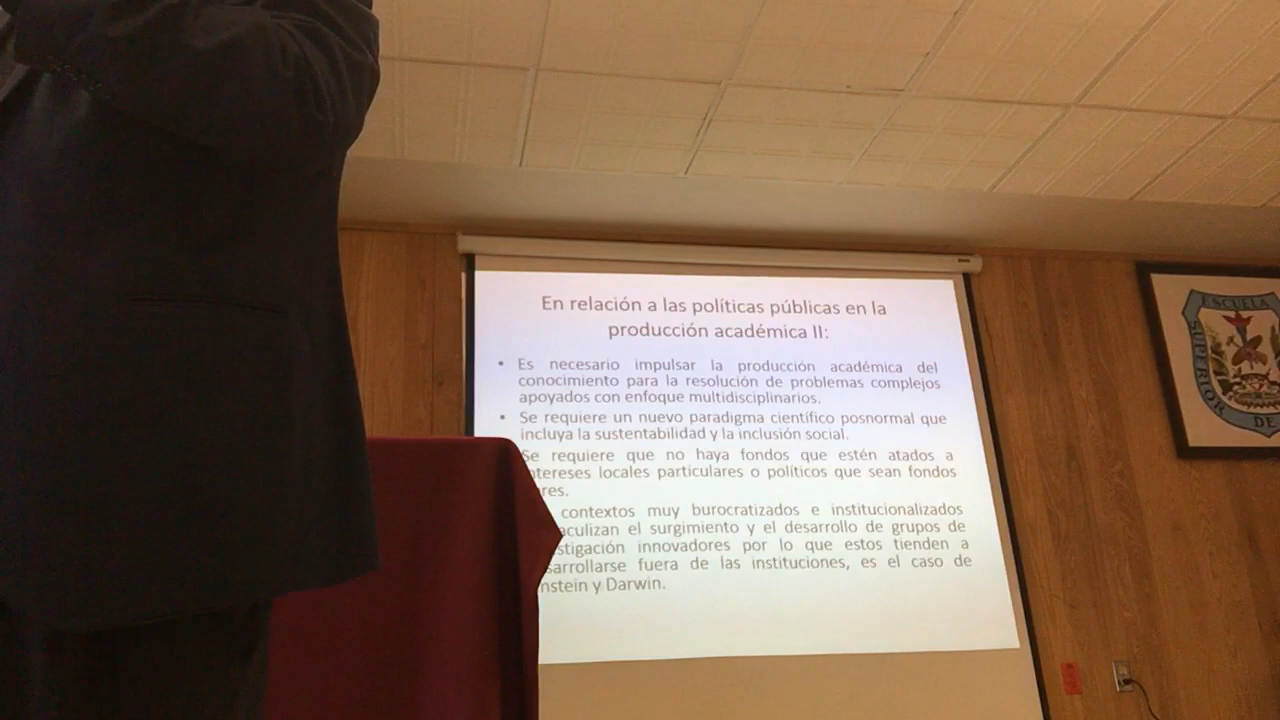 En relación a las políticas públicas en la
producción académica II:
• Es necesario impulsar la producción académica del
conocimiento para la resolución de problemas complejos
apoyados con enfoque multidisciplinarios.
• Se requiere un nuevo paradigma científico posnormal que
incluya la sustentabilidad y la inclusión social.
Se requiere que no haya fondos que estén atados a
intereses locales particulares o políticos que sean fondos
contextos muy burocratizados e institucionalizados
el surgimiento y el desarrollo de grupos de
innovadores por lo que estos tienden a
fuera de las instituciones, es el caso de
y Darwin.
ESCUELA
SUPERIOR
DE